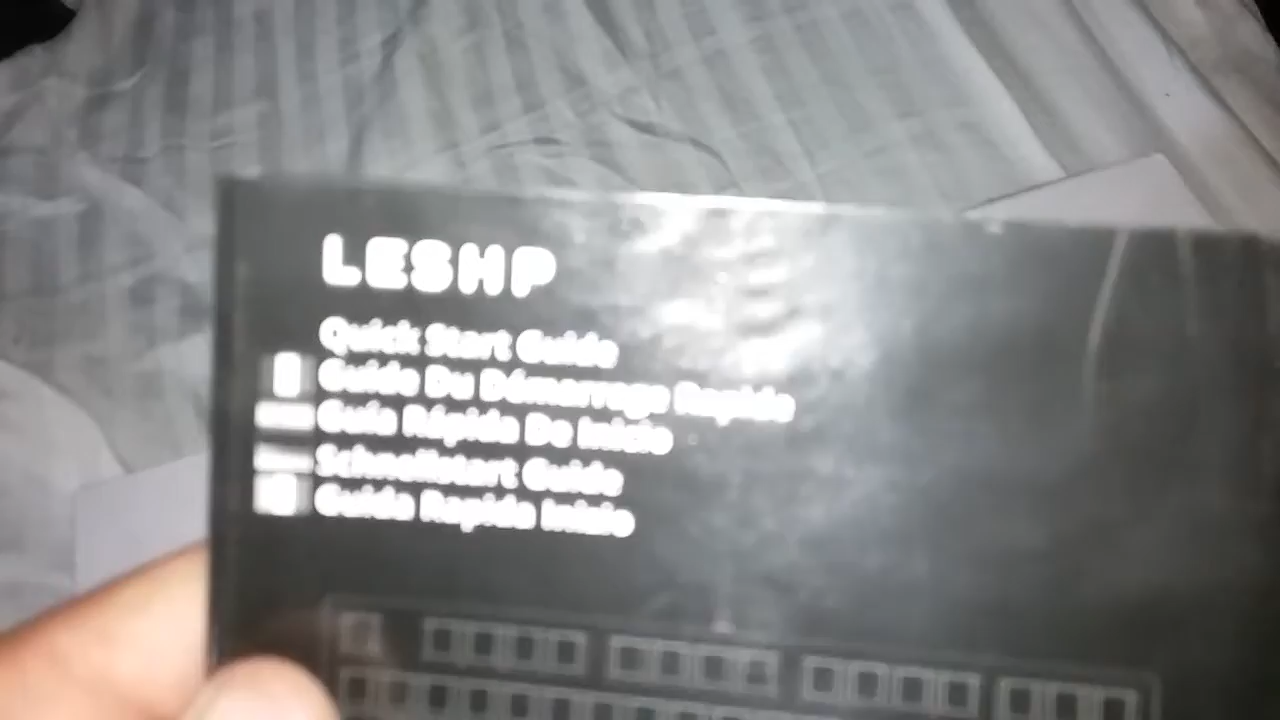 LESHP
Quick Start Guide
Guide Du Démarrage Rapide
Guía Rápida De Inicio
Schnellstart Guide
Guida Rapida Inizio